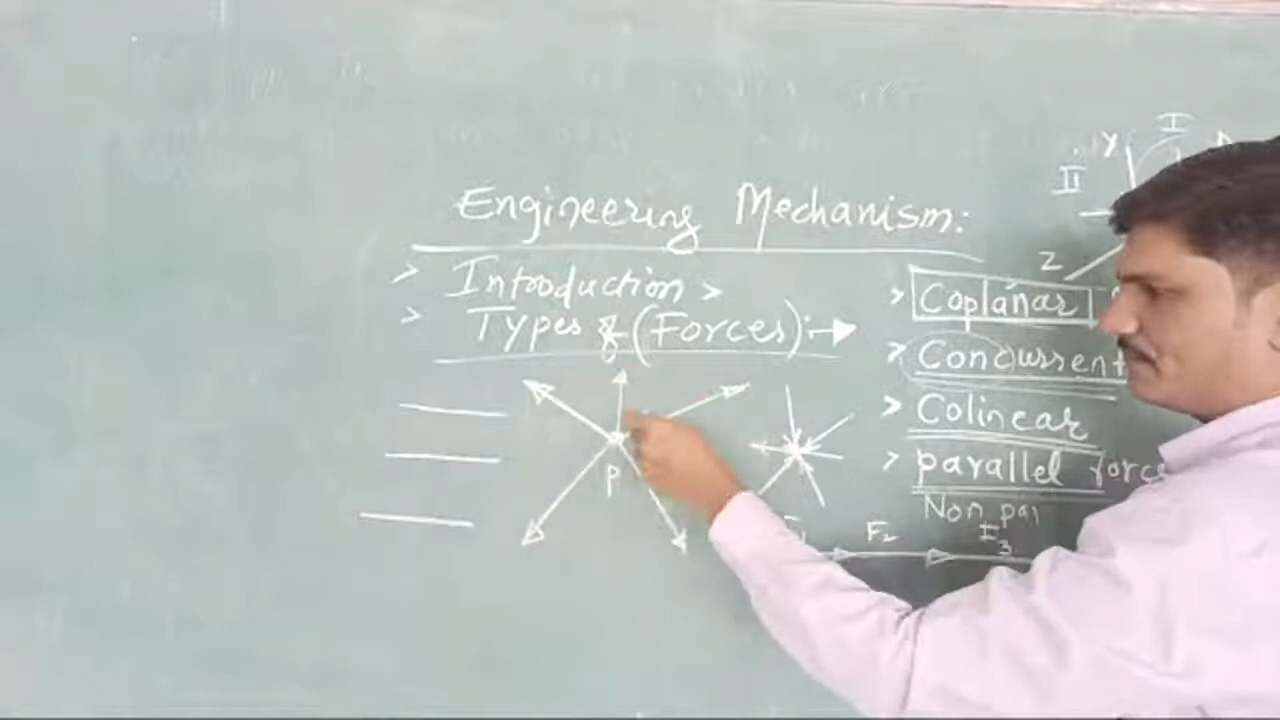 Engineering Mechanism:
> Introduction >
> Types of (Forces):→
I
Y
II
Z
> Coplanar
> Concurrent
> Colinear
> parallel force
Non par
P
F2
F3